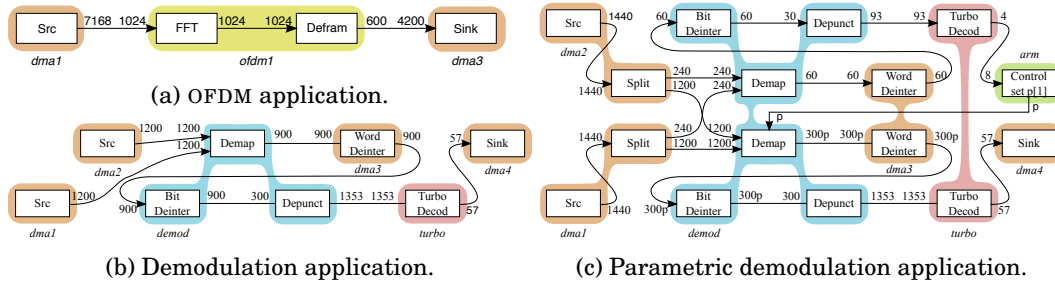 7168 1024 1024 1024 600 4200
Src FFT Defram Sink
dma1 ofdm1 dma3
(a) OFDM application.
1200 1200 900 900 Word Deinter 900 57
Src Demap Sink
dma2 1200 dma3 dma4
1200 900 Bit Deinter 900 300 Depunct 1353 1353 Turbo Decod 57
Src
dma1 demod turbo
(b) Demodulation application.
Src 1440 60 Bit Deinter 60 30 Depunct 93 93 Turbo Decod 4
dma2 arm
1440 Split 240 240 Demap 60 60 Word Deinter 60 8 Control set p[1]
1200 240
p p
1440 Split 240 1200 Demap 300p 300p Word Deinter 300p 57 Sink
1200 1200
dma3 dma4
Src 1440 300p Bit Deinter 300p 300 Depunct 1353 1353 Turbo Decod 57
dma1 demod turbo
(c) Parametric demodulation application.